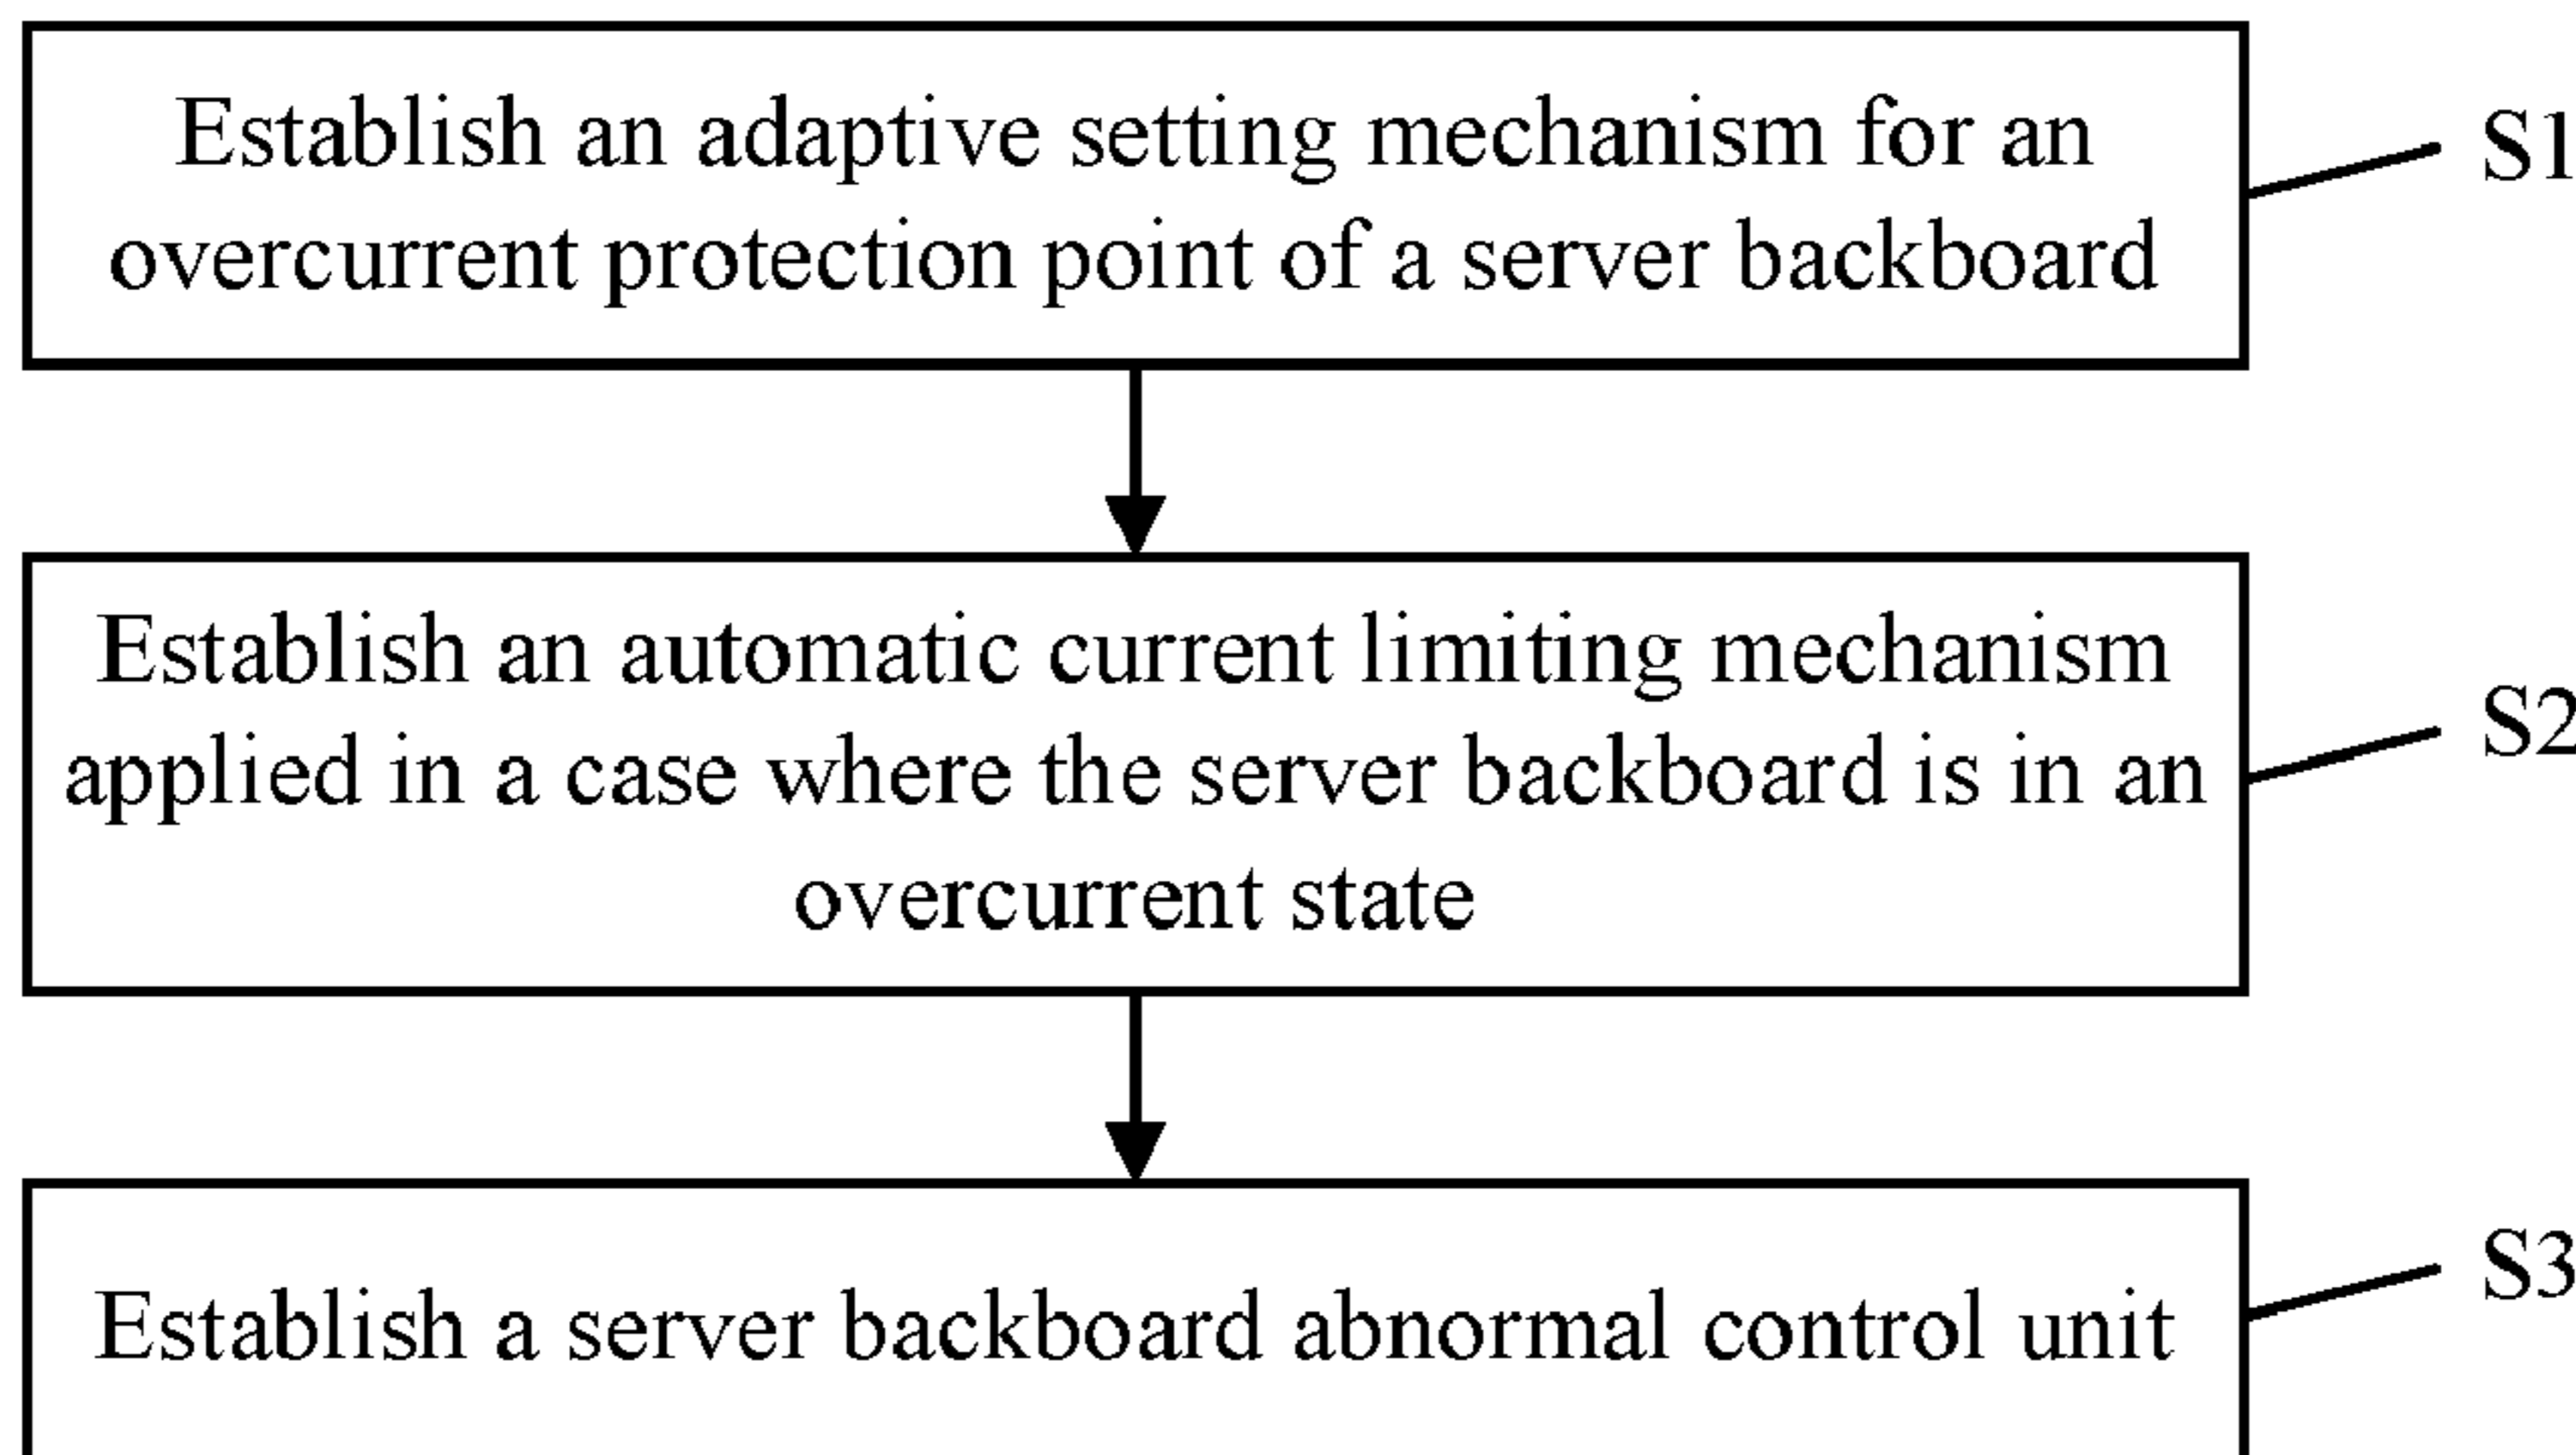 Establish an adaptive setting mechanism for an
overcurrent protection point of a server backboard
S1
Establish an automatic current limiting mechanism
applied in a case where the server backboard is in an
overcurrent state
S2
Establish a server backboard abnormal control unit
S3